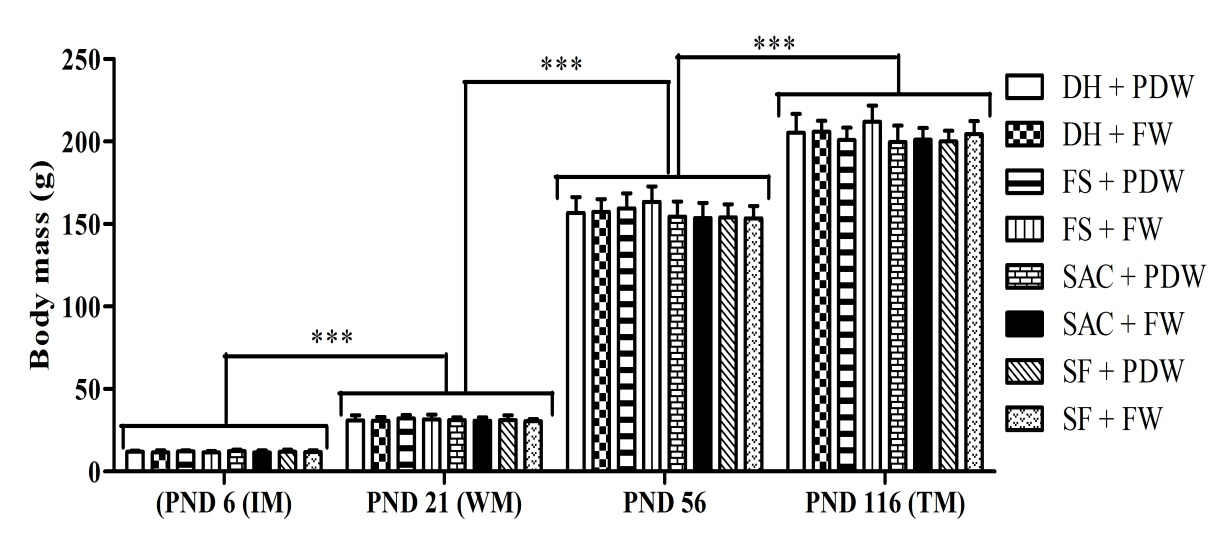 250
200
150
100
50
0
Body mass (g)
***
***
***
(PND 6 (IM)
PND 21 (WM)
PND 56
PND 116 (TM)
DH + PDW
DH + FW
FS + PDW
FS + FW
SAC + PDW
SAC + FW
SF + PDW
SF + FW